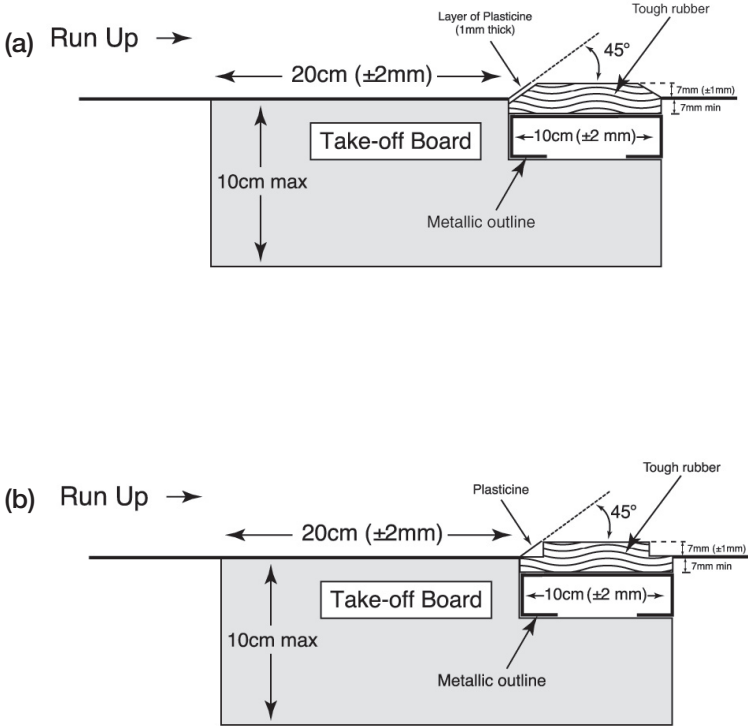 (a) Run Up
Layer of Plasticine
(1mm thick)
Tough rubber
45°
20cm (±2mm)
7mm (±1mm)
7mm min
Take-off Board
10cm (±2 mm)
10cm max
Metallic outline
(b) Run Up
Plasticine
Tough rubber
45°
20cm (±2mm)
7mm (±1mm)
7mm min
Take-off Board
10cm (±2 mm)
10cm max
Metallic outline